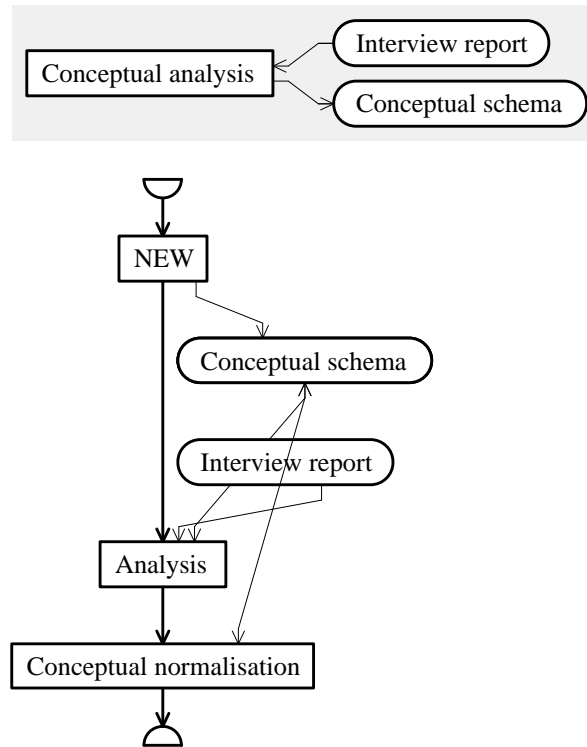 Interview report
Conceptual analysis
Conceptual schema
NEW
Conceptual schema
Interview report
Analysis
Conceptual normalisation